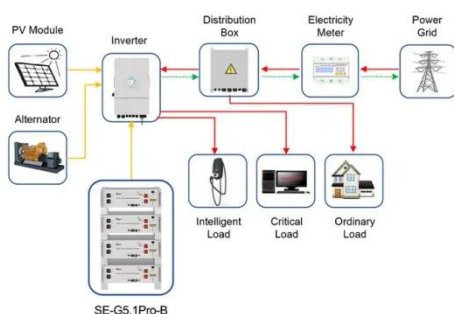 PV Module
Inverter
Distribution
Box
Electricity
Meter
Power
Grid
Alternator
Intelligent
Load
Critical
Load
Ordinary
Load
SE-G5.1Pro-B